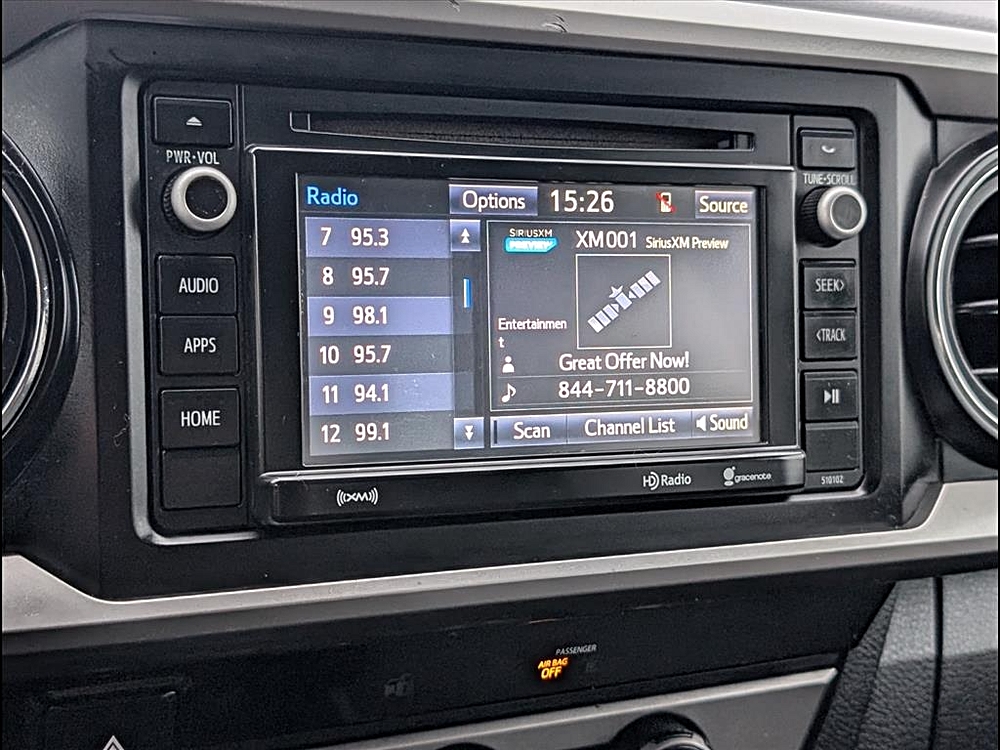 PWR•VOL
TUNE•SCROLL
AUDIO
APPS
HOME
SEEK>
<TRACK
Radio
Options
15:26
Source
7 95.3
8 95.7
9 98.1
10 95.7
11 94.1
12 99.1
SIRIUSXM
PREVIEW
XM001 SiriusXM Preview
Entertainmen
t
Great Offer Now!
844-711-8800
Scan
Channel List
Sound
((XM))
HD Radio
gracenote
510102
PASSENGER
AIR BAG
OFF